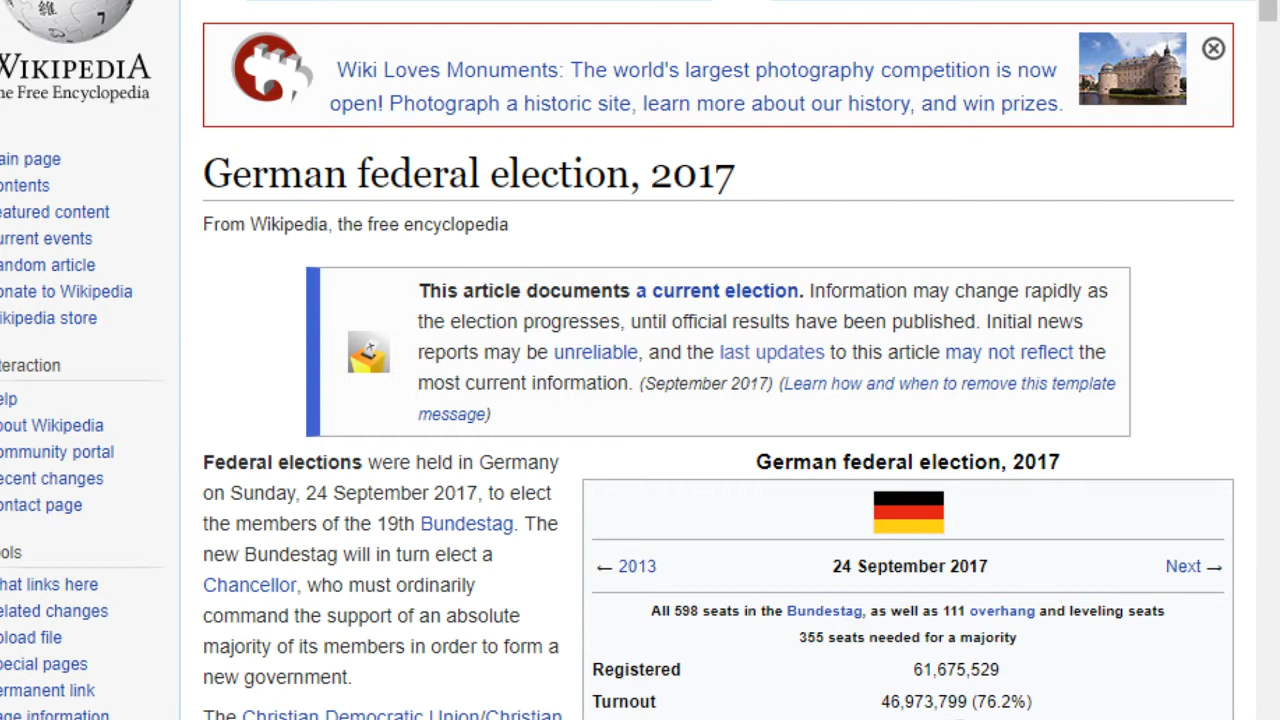 WIKIPEDIA
he Free Encyclopedia
ain page
ontents
eatured content
urrent events
andom article
onate to Wikipedia
ikipedia store
teraction
elp
bout Wikipedia
ommunity portal
ecent changes
ontact page
ols
hat links here
elated changes
pload file
pecial pages
ermanent link
age information
Wiki Loves Monuments: The world's largest photography competition is now
open! Photograph a historic site, learn more about our history, and win prizes.
German federal election, 2017
From Wikipedia, the free encyclopedia
This article documents a current election. Information may change rapidly as
the election progresses, until official results have been published. Initial news
reports may be unreliable, and the last updates to this article may not reflect the
most current information. (September 2017) (Learn how and when to remove this template
message)
Federal elections were held in Germany
on Sunday, 24 September 2017, to elect
the members of the 19th Bundestag. The
new Bundestag will in turn elect a
Chancellor, who must ordinarily
command the support of an absolute
majority of its members in order to form a
new government.
The Christian Democratic Union/Christian
German federal election, 2017
← 2013 24 September 2017 Next →
All 598 seats in the Bundestag, as well as 111 overhang and leveling seats
355 seats needed for a majority
Registered 61,675,529
Turnout 46,973,799 (76.2%)